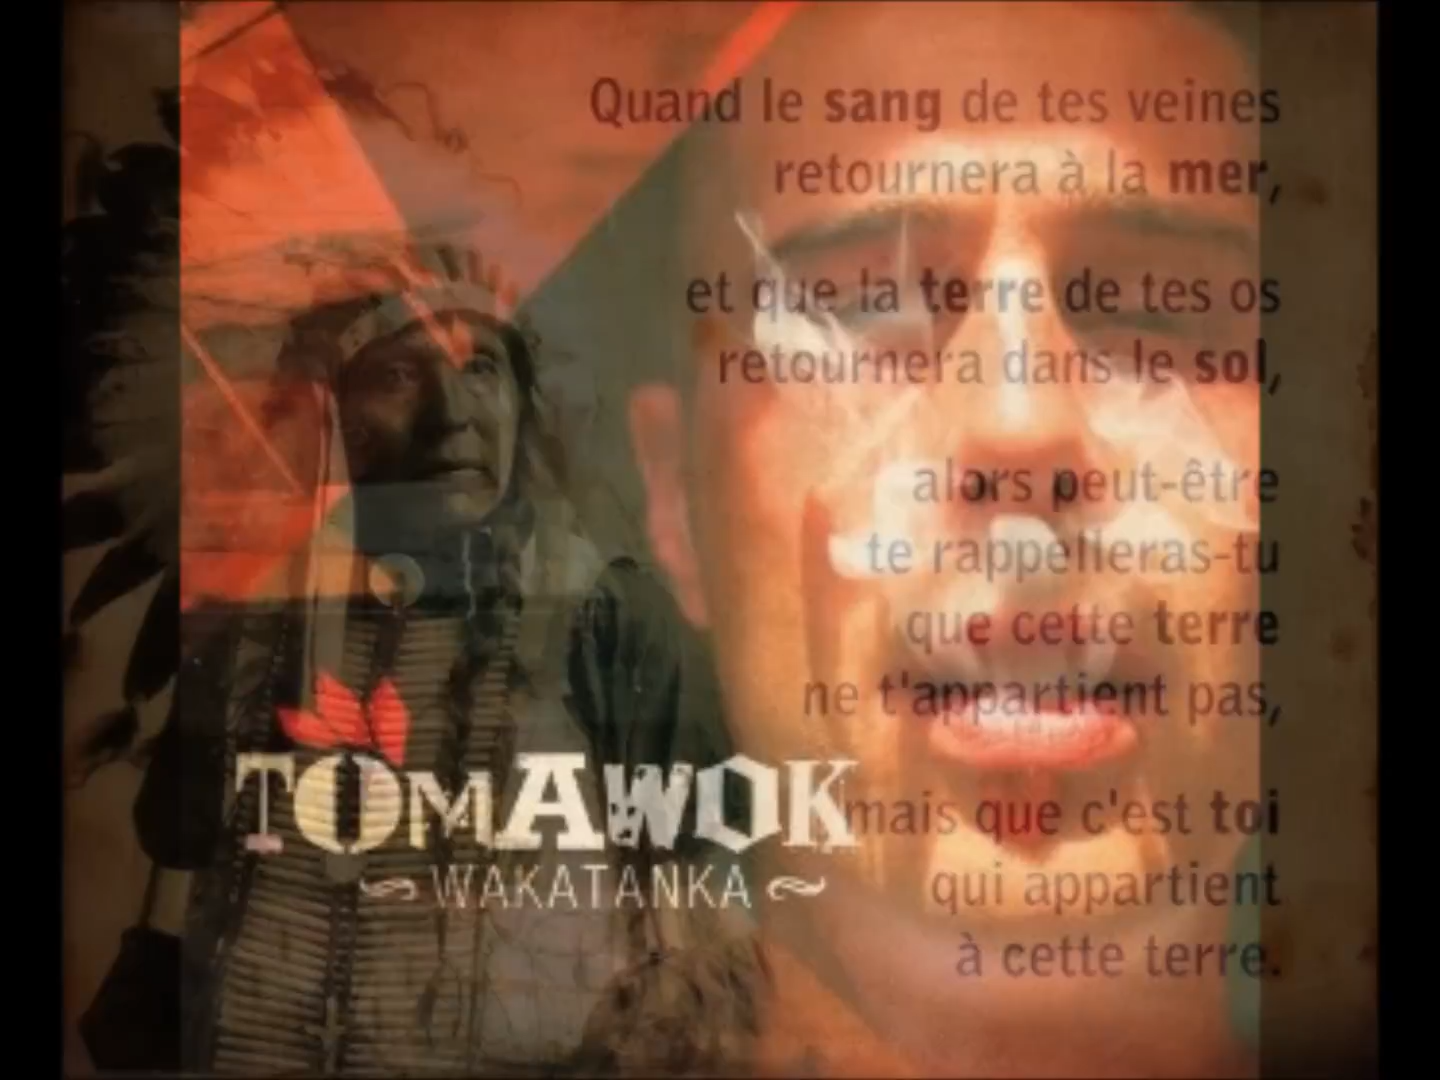 Quand le sang de tes veines
retournera à la mer,
et que la terre de tes os
retournera dans le sol,
alors peut-être
te rappelleras-tu
que cette terre
ne t'appartient pas,
mais que c'est toi
qui appartient
à cette terre.
TOMAWOK
WAKATANKA